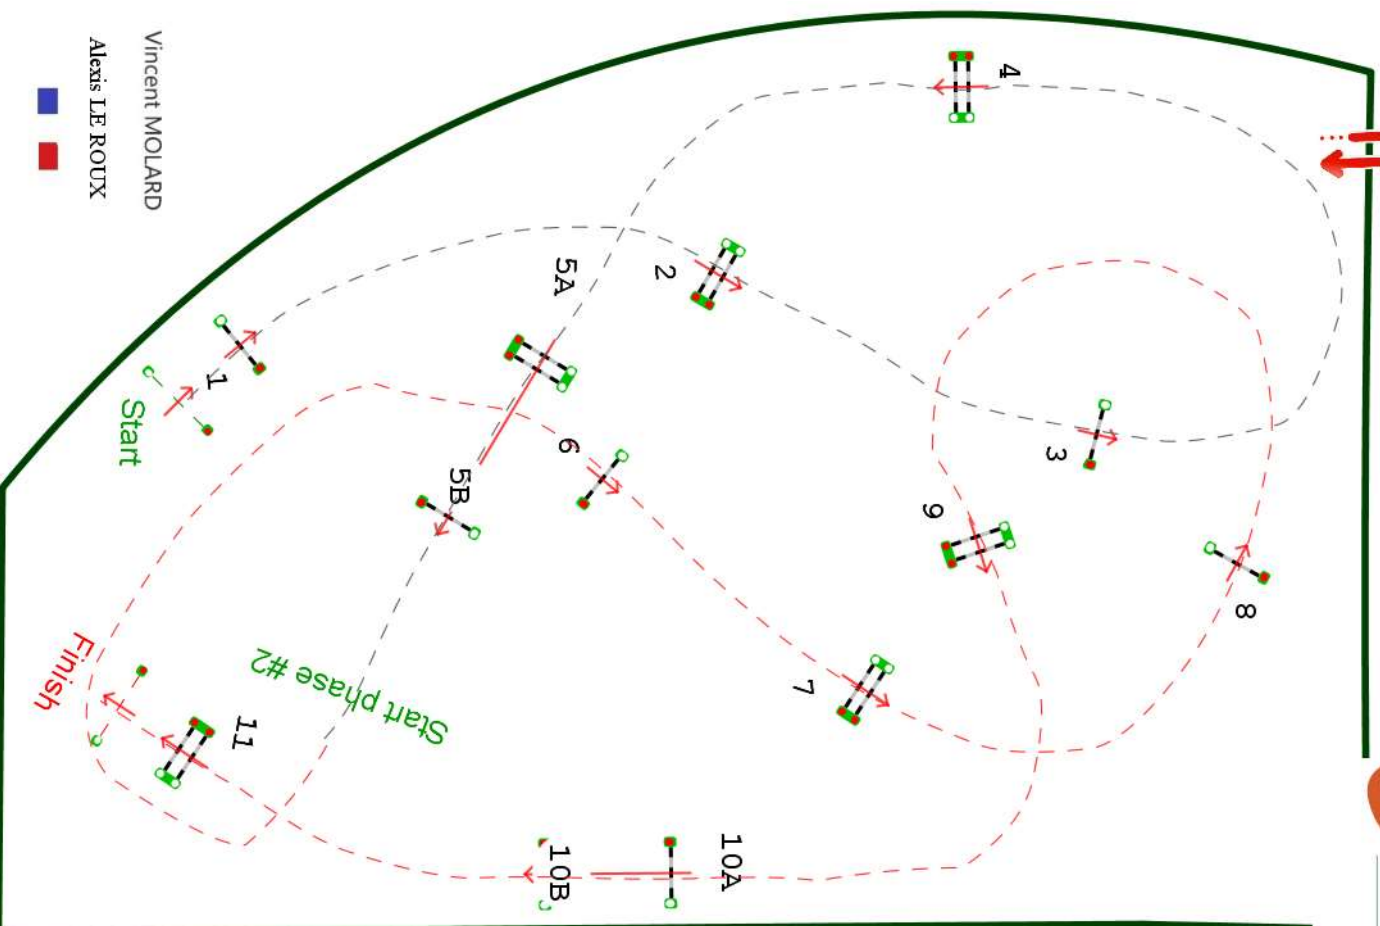 Vincent MOLARD
Alexis LE ROUX
Start
1
2
3
4
5A
5B
Start phase #2
6
7
8
9
10A
10B
11
Finish